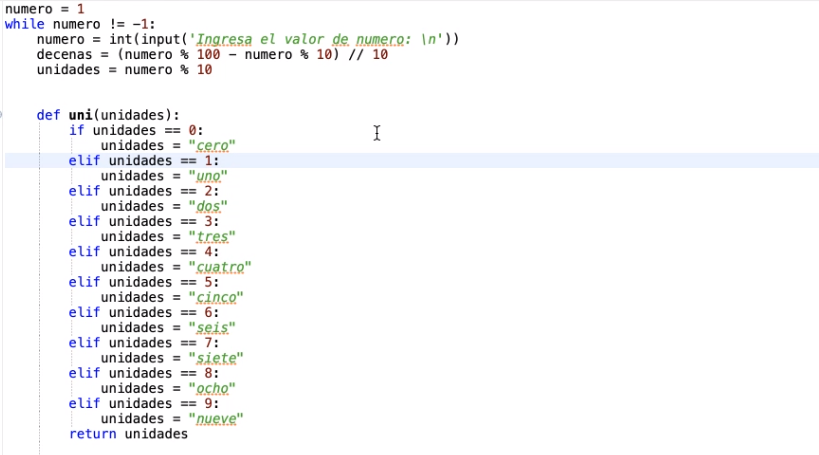 numero = 1
while numero != -1:
    numero = int(input('Ingresa el valor de numero: \n'))
    decenas = (numero % 100 - numero % 10) // 10
    unidades = numero % 10
    def uni(unidades):
        if unidades == 0:
            unidades = "cero"
        elif unidades == 1:
            unidades = "uno"
        elif unidades == 2:
            unidades = "dos"
        elif unidades == 3:
            unidades = "tres"
        elif unidades == 4:
            unidades = "cuatro"
        elif unidades == 5:
            unidades = "cinco"
        elif unidades == 6:
            unidades = "seis"
        elif unidades == 7:
            unidades = "siete"
        elif unidades == 8:
            unidades = "ocho"
        elif unidades == 9:
            unidades = "nueve"
        return unidades